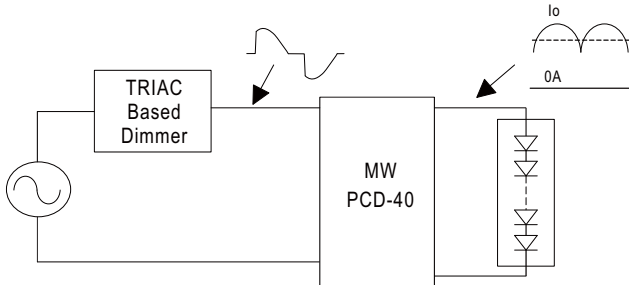 Io
0A
TRIAC
Based
Dimmer
MW
PCD-40